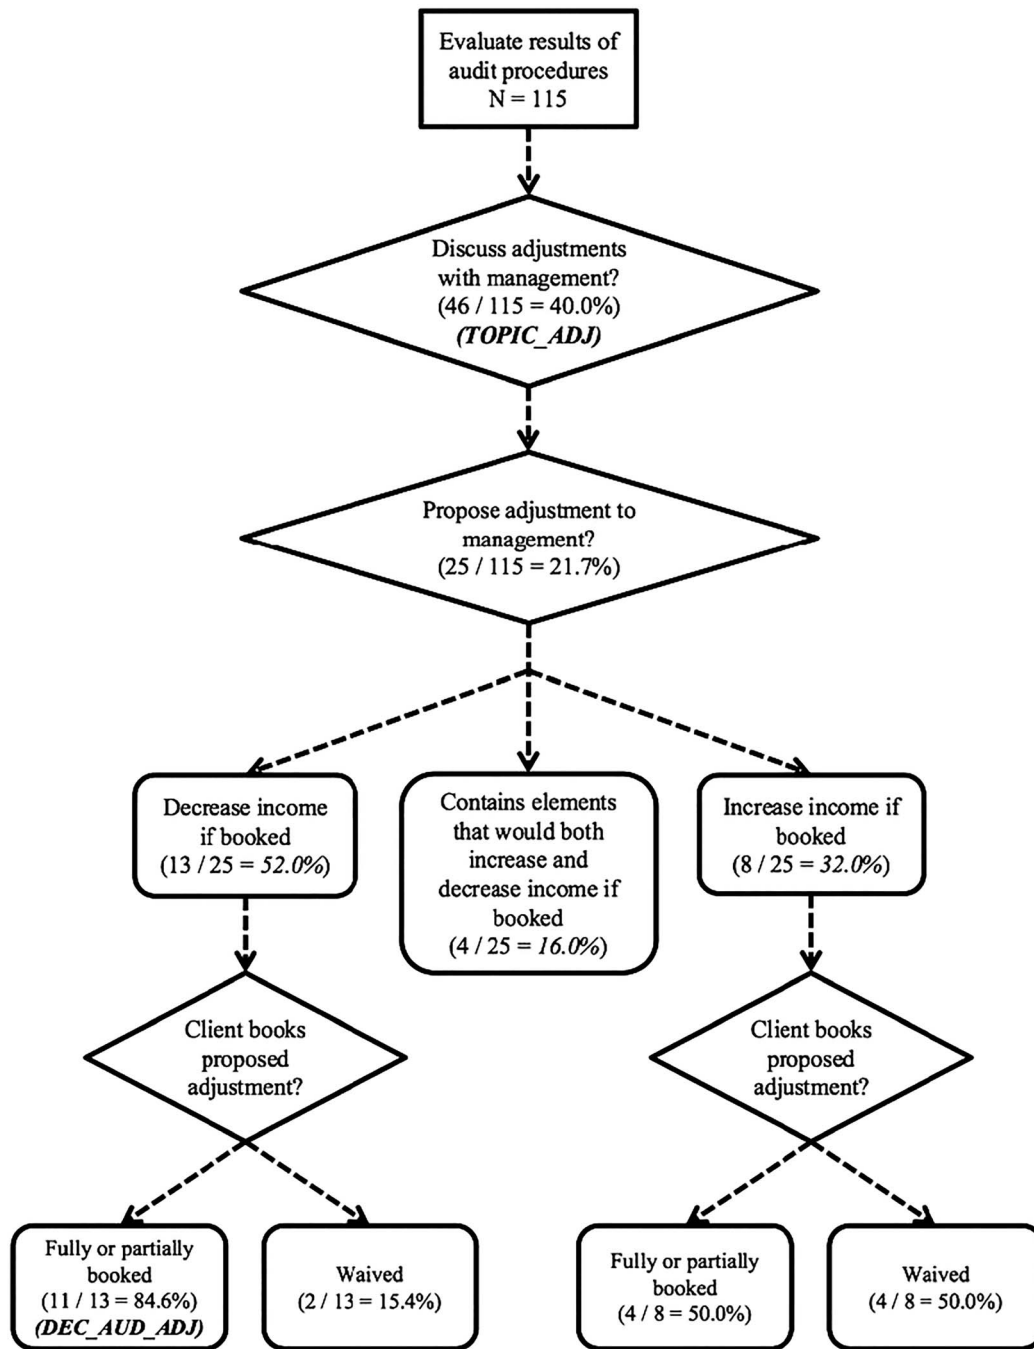 Evaluate results of
audit procedures
N = 115
Discuss adjustments
with management?
(46 / 115 = 40.0%)
(TOPIC_ADJ)
Propose adjustment to
management?
(25 / 115 = 21.7%)
Decrease income
if booked
(13 / 25 = 52.0%)
Contains elements
that would both
increase and
decrease income if
booked
(4 / 25 = 16.0%)
Increase income if
booked
(8 / 25 = 32.0%)
Client books
proposed
adjustment?
Client books
proposed
adjustment?
Fully or partially
booked
(11 / 13 = 84.6%)
(DEC_AUD_ADJ)
Waived
(2 / 13 = 15.4%)
Fully or partially
booked
(4 / 8 = 50.0%)
Waived
(4 / 8 = 50.0%)